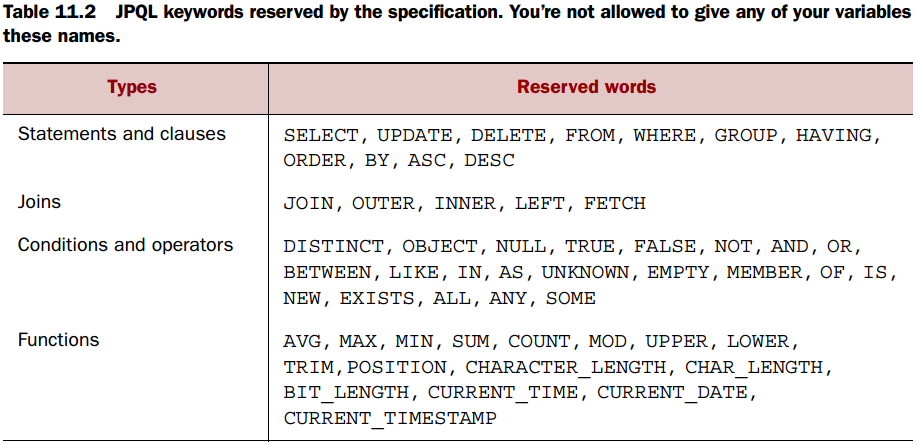 Table 11.2 JPQL keywords reserved by the specification. You’re not allowed to give any of your variables
these names.
Types
Reserved words
Statements and clauses
SELECT, UPDATE, DELETE, FROM, WHERE, GROUP, HAVING,
ORDER, BY, ASC, DESC
Joins
JOIN, OUTER, INNER, LEFT, FETCH
Conditions and operators
DISTINCT, OBJECT, NULL, TRUE, FALSE, NOT, AND, OR,
BETWEEN, LIKE, IN, AS, UNKNOWN, EMPTY, MEMBER, OF, IS,
NEW, EXISTS, ALL, ANY, SOME
Functions
AVG, MAX, MIN, SUM, COUNT, MOD, UPPER, LOWER,
TRIM,POSITION, CHARACTER_LENGTH, CHAR_LENGTH,
BIT_LENGTH, CURRENT_TIME, CURRENT_DATE,
CURRENT_TIMESTAMP